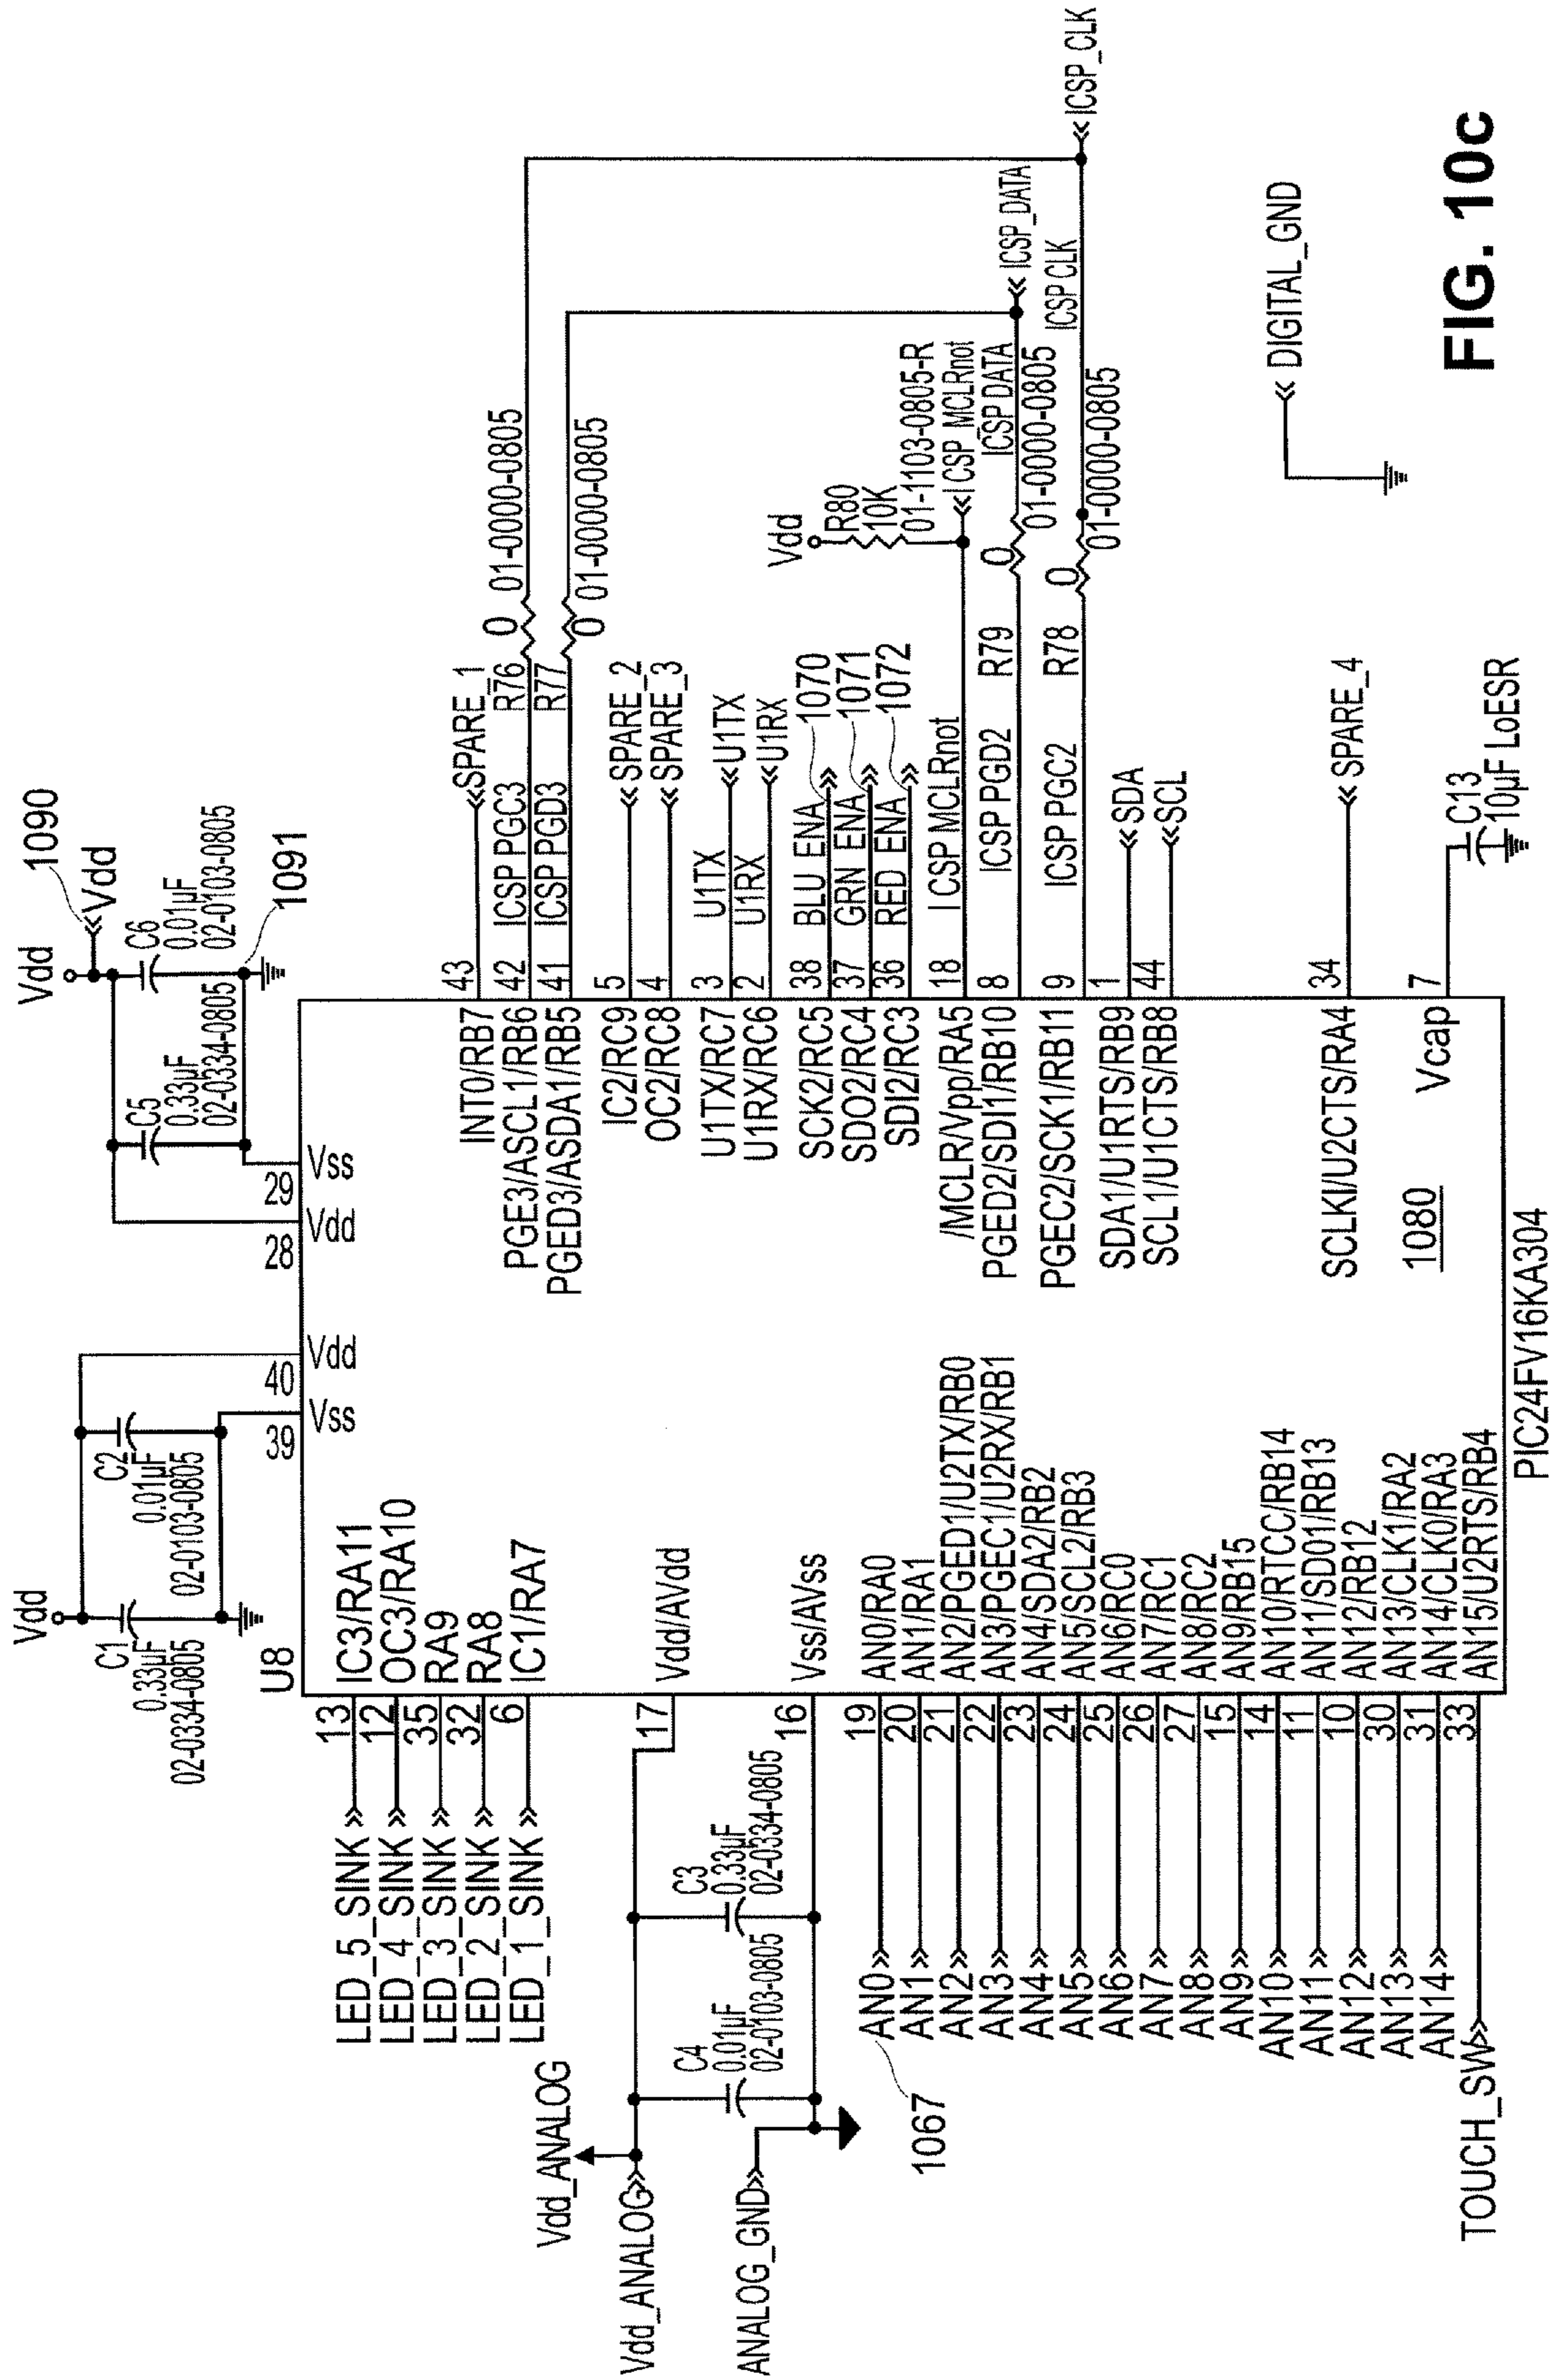 Vdd
C1
0.33µF
02-0334-0805
C2
0.01µF
02-0103-0805
Vdd
1090
Vdd
C5
0.33µF
02-0334-0805
C6
0.01µF
02-0103-0805
1091
U8
39
Vss
40
Vdd
28
Vdd
29
Vss
LED_5_SINK
13
IC3/RA11
LED_4_SINK
12
OC3/RA10
LED_3_SINK
35
RA9
LED_2_SINK
32
RA8
LED_1_SINK
6
IC1/RA7
Vdd_ANALOG
Vdd_ANALOG
17
Vdd/AVdd
C4
0.01µF
02-0103-0805
C3
0.33µF
02-0334-0805
ANALOG_GND
16
Vss/AVss
AN0
19
AN0/RA0
1067
AN1
20
AN1/RA1
AN2
21
AN2/PGED1/U2TX/RB0
AN3
22
AN3/PGEC1/U2RX/RB1
AN4
23
AN4/SDA2/RB2
AN5
24
AN5/SCL2/RB3
AN6
25
AN6/RC0
AN7
26
AN7/RC1
AN8
27
AN8/RC2
AN9
15
AN9/RB15
AN10
14
AN10/RTCC/RB14
AN11
11
AN11/SD01/RB13
AN12
10
AN12/RB12
AN13
30
AN13/CLK1/RA2
AN14
31
AN14/CLK0/RA3
TOUCH_SW
33
AN15/U2RTS/RB4
INT0/RB7
43
SPARE_1
PGE3/ASCL1/RB6
42
ICSP PGC3
R76
0
01-0000-0805
PGED3/ASDA1/RB5
41
ICSP PGD3
R77
0
01-0000-0805
IC2/RC9
5
SPARE_2
OC2/RC8
4
SPARE_3
U1TX/RC7
3
U1TX
U1TX
U1RX/RC6
2
U1RX
U1RX
SCK2/RC5
38
BLU ENA
1070
SDO2/RC4
37
GRN ENA
1071
SDI2/RC3
36
RED ENA
1072
Vdd
R80
10K
01-1103-0805-R
/MCLR/Vpp/RA5
18
ICSP MCLRnot
ICSP_MCLRnot
PGED2/SDI1/RB10
8
ICSP PGD2
R79
0
01-0000-0805
ICSP DATA
ICSP_DATA
PGEC2/SCK1/RB11
9
ICSP PGC2
R78
0
01-0000-0805
ICSP CLK
ICSP_CLK
SDA1/U1RTS/RB9
1
SDA
SCL1/U1CTS/RB8
44
SCL
SCLKI/U2CTS/RA4
34
SPARE_4
Vcap
7
C13
10µF LoESR
1080
PIC24FV16KA304
DIGITAL_GND
FIG. 10c